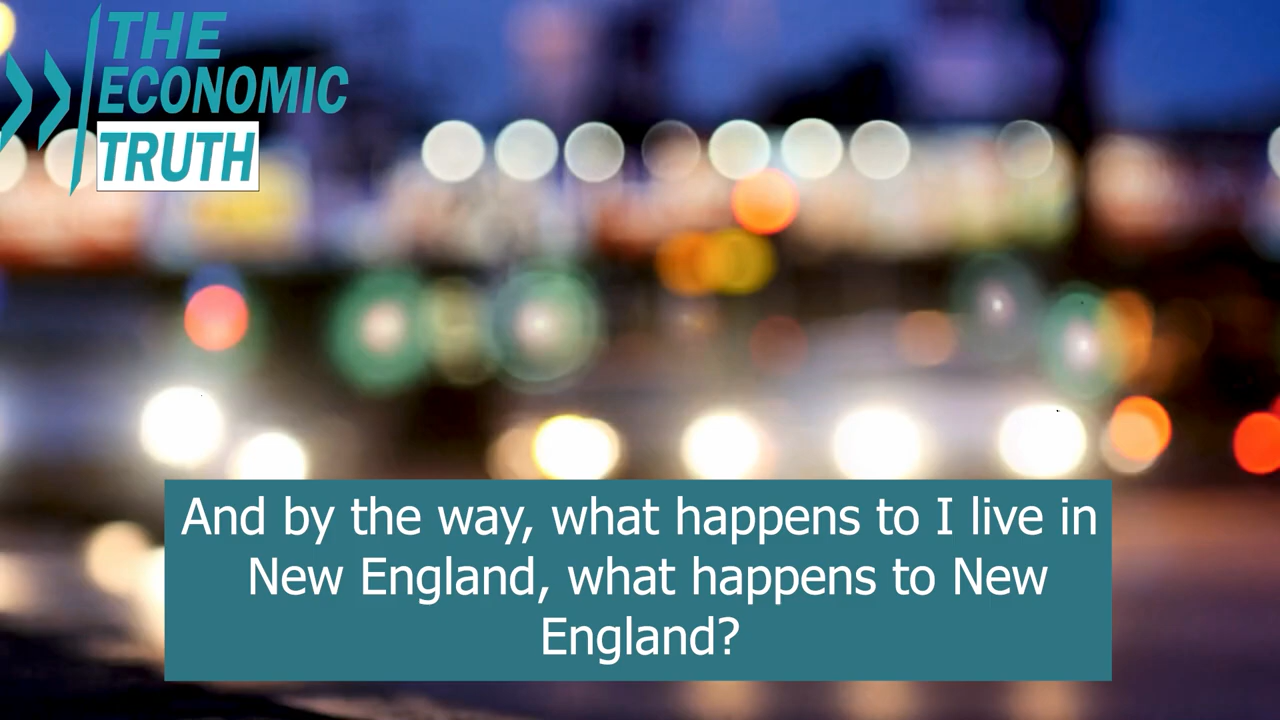 THE
ECONOMIC
TRUTH
And by the way, what happens to I live in
New England, what happens to New
England?